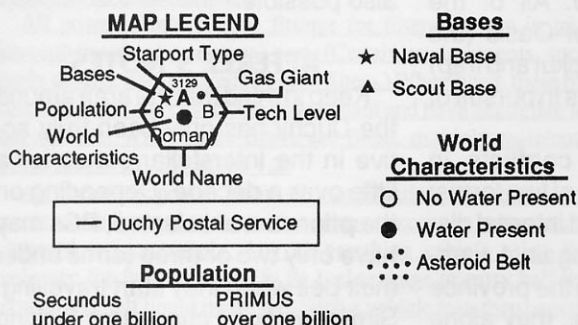 MAP LEGEND
Starport Type
Bases
3129
A
Gas Giant
Population
6
B
Tech Level
World
Characteristics
Romany
World Name
= Duchy Postal Service
Population
Secundus
under one billion
PRIMUS
over one billion
Bases
Naval Base
Scout Base
World
Characteristics
No Water Present
Water Present
Asteroid Belt